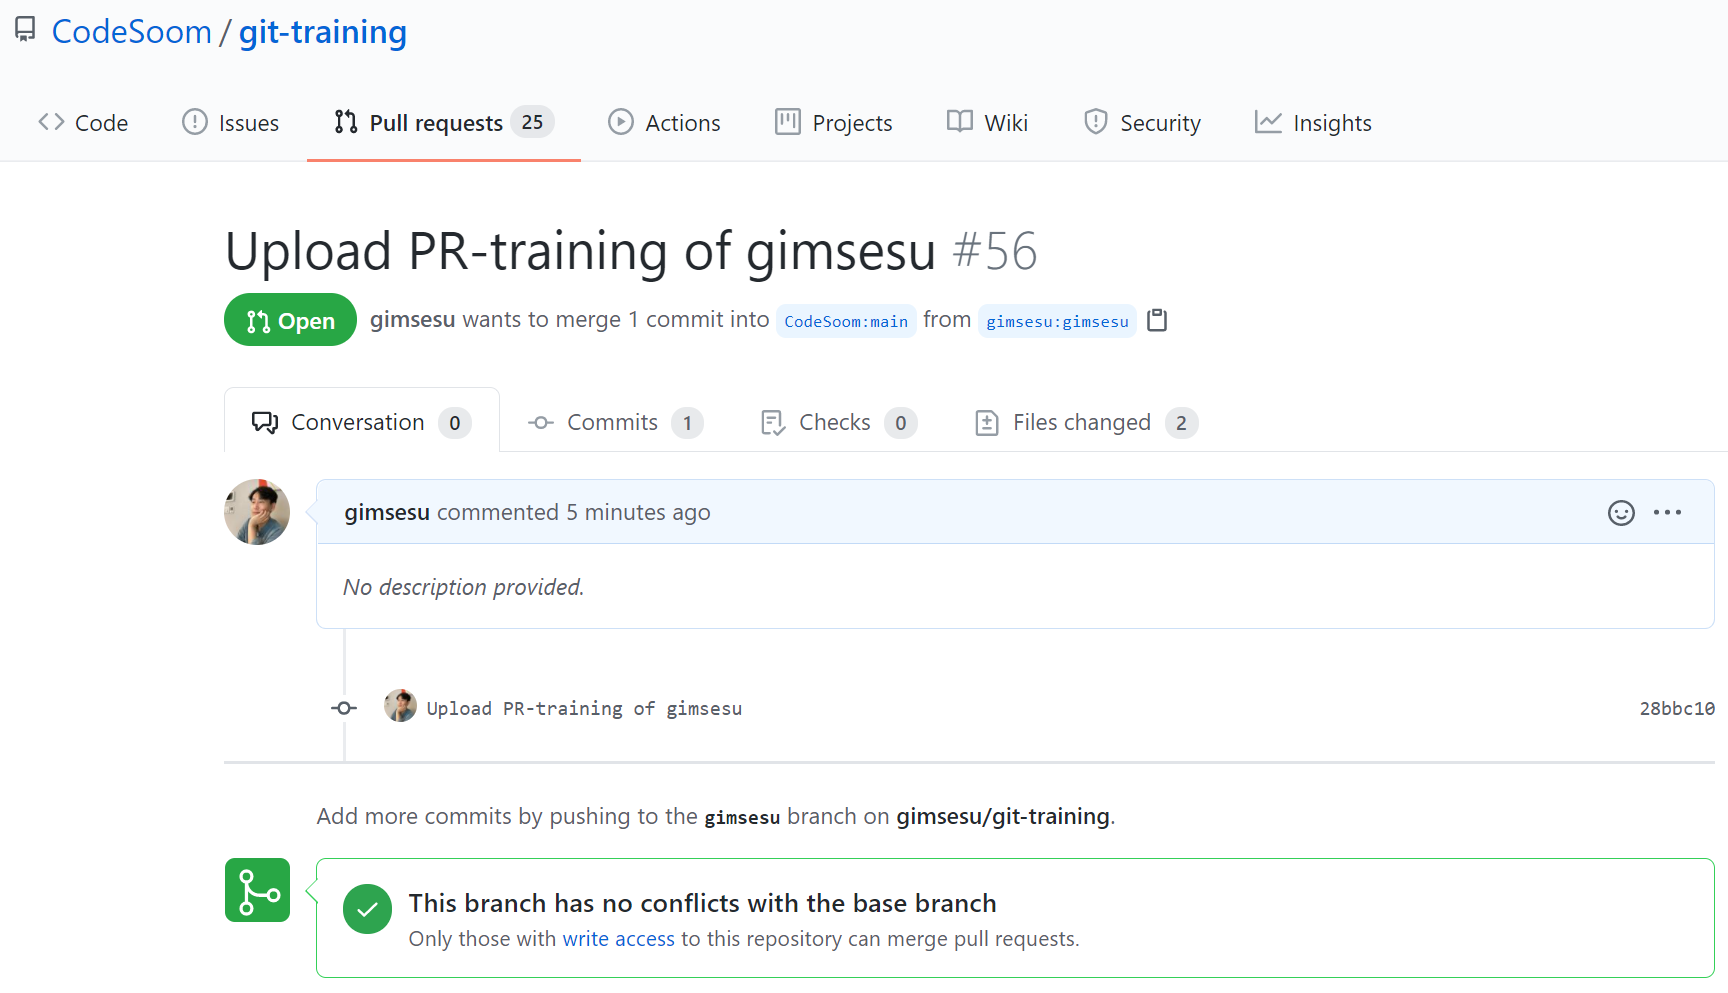 CodeSoom / git-training
Code Issues Pull requests 25 Actions Projects Wiki Security Insights
Upload PR-training of gimsesu #56
Open gimsesu wants to merge 1 commit into CodeSoom:main from gimsesu:gimsesu
Conversation 0 Commits 1 Checks 0 Files changed 2
gimsesu commented 5 minutes ago
No description provided.
Upload PR-training of gimsesu 28bbc10
Add more commits by pushing to the gimsesu branch on gimsesu/git-training.
This branch has no conflicts with the base branch
Only those with write access to this repository can merge pull requests.